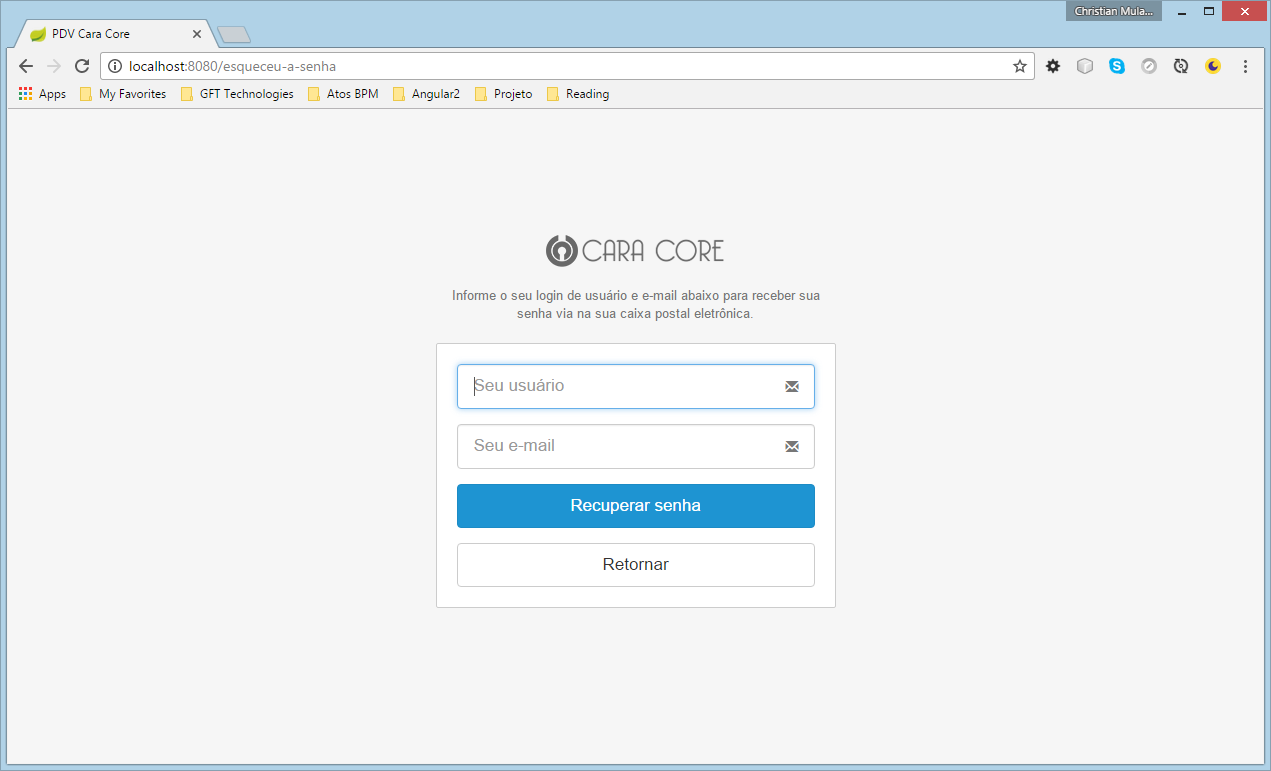 Christian Mula...
PDV Cara Core
localhost:8080/esqueceu-a-senha
Apps My Favorites GFT Technologies Atos BPM Angular2 Projeto Reading
CARA CORE
Informe o seu login de usuário e e-mail abaixo para receber sua
senha via na sua caixa postal eletrônica.
Seu usuário
Seu e-mail
Recuperar senha
Retornar